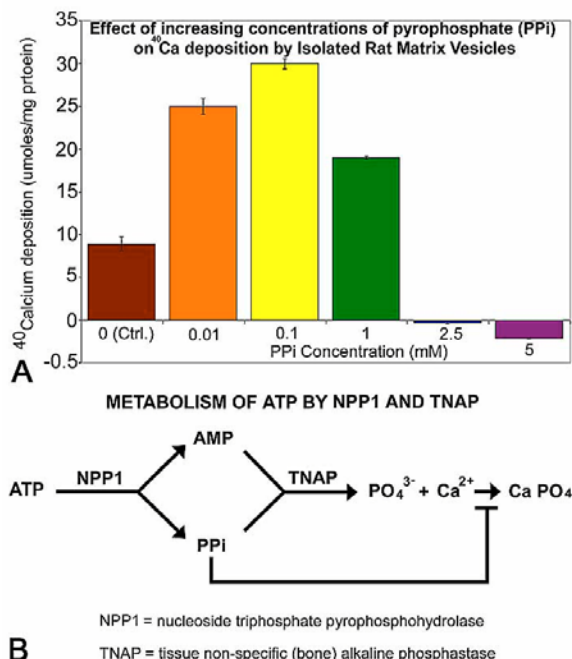 Effect of increasing concentrations of pyrophosphate (PPi)
on ⁴⁰Ca deposition by Isolated Rat Matrix Vesicles
⁴⁰Calcium deposition (umoles/mg prtoein)
35
30
25
20
15
10
5
0
-0.5
0 (Ctrl.) 0.01 0.1 1 2.5 5
PPi Concentration (mM)
A
METABOLISM OF ATP BY NPP1 AND TNAP
AMP
ATP NPP1 TNAP PO₄³⁻ + Ca²⁺ Ca PO₄
PPi
NPP1 = nucleoside triphosphate pyrophosphohydrolase
B TNAP = tissue non-specific (bone) alkaline phosphastase